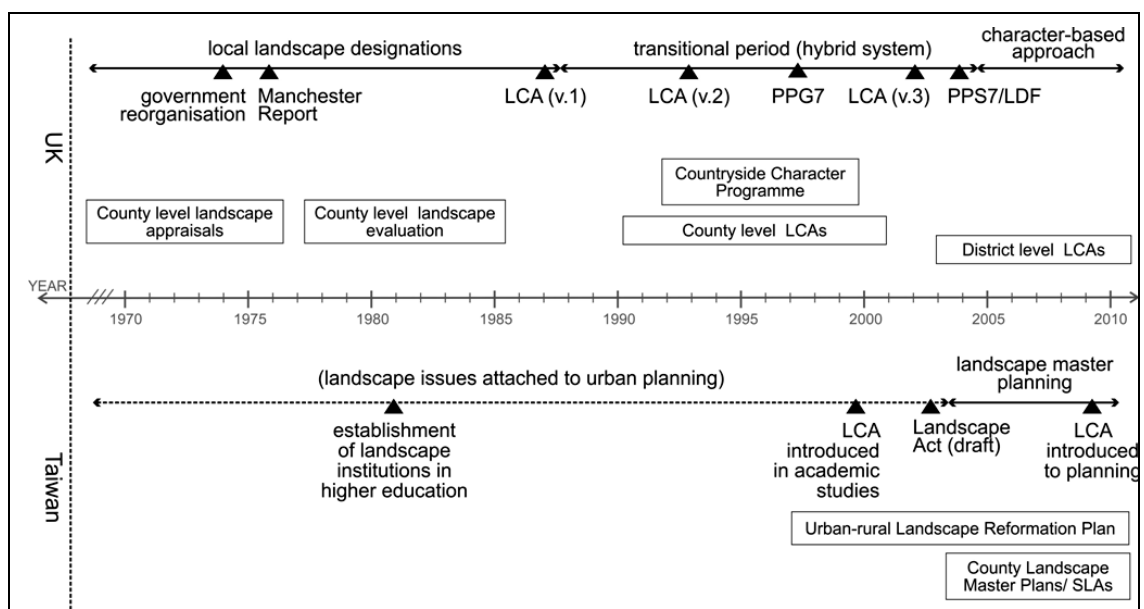 local landscape designations
transitional period (hybrid system)
character-based
approach
government
reorganisation
Manchester
Report
LCA (v.1)
LCA (v.2)
PPG7
LCA (v.3)
PPS7/LDF
UK
Countryside Character
Programme
County level landscape
appraisals
County level landscape
evaluation
County level LCAs
District level LCAs
YEAR
1970
1975
1981
1985
1990
1995
2000
2005
2010
(landscape issues attached to urban planning)
landscape master
planning
establishment
of landscape
institutions in
higher education
LCA
introduced
in academic
studies
Landscape
Act (draft)
LCA
introduced
to planning
Taiwan
Urban-rural Landscape Reformation Plan
County Landscape
Master Plans/ SLAs